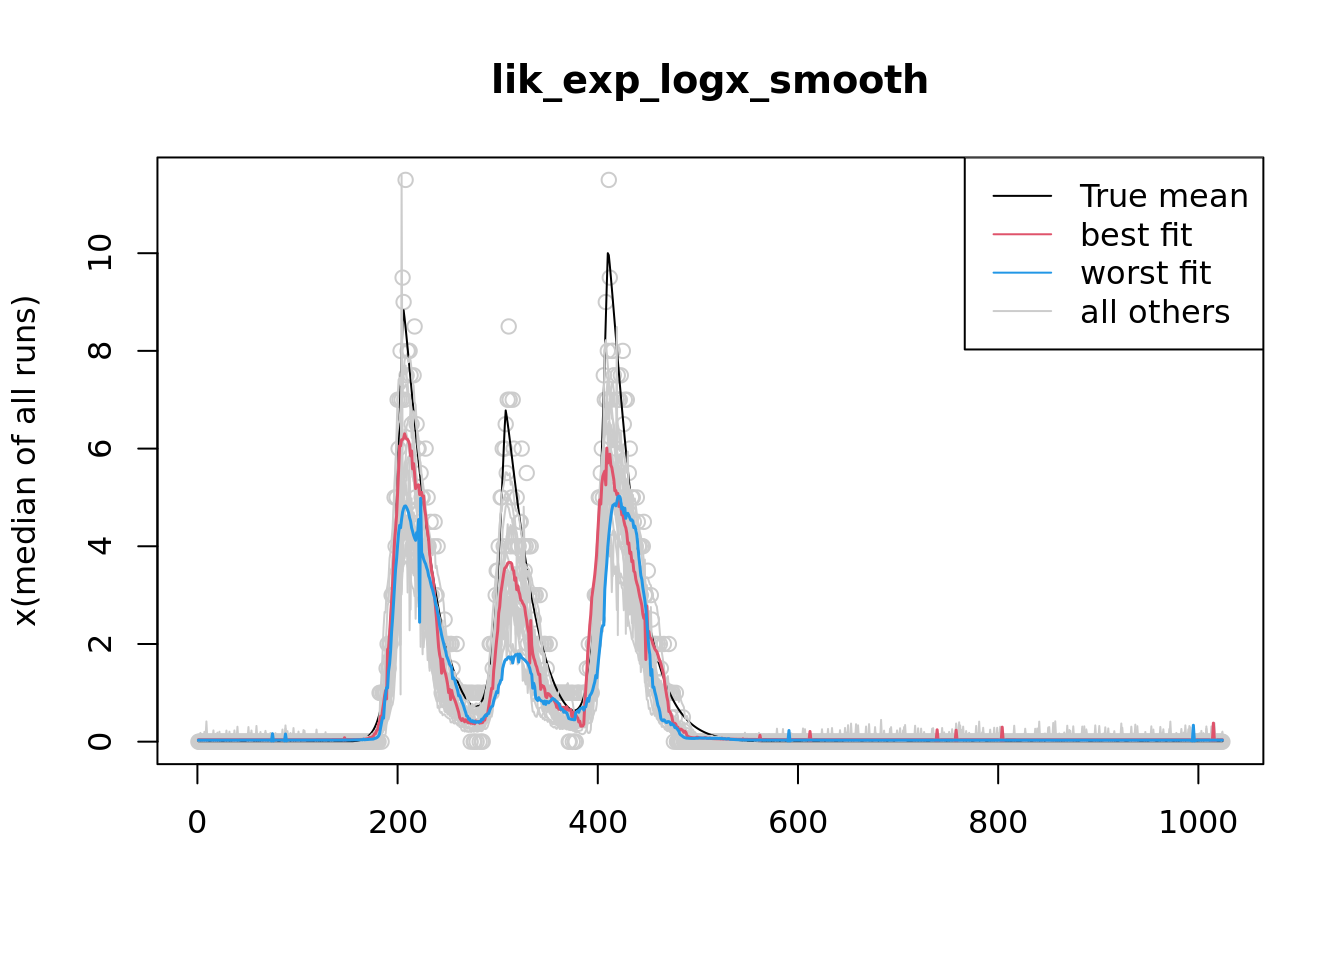 lik_exp_logx_smooth
x(median of all runs)
0
2
4
6
8
10
0
200
400
600
800
1000
True mean
best fit
worst fit
all others